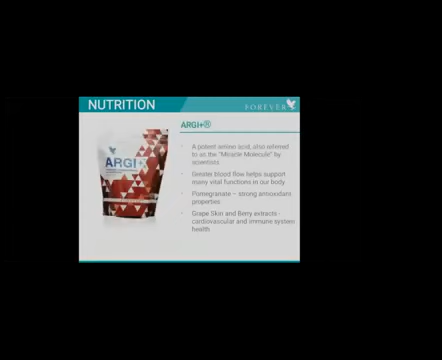 NUTRITION
FOREVER
ARGI+®
A potent amino acid, also referred
to as the "Miracle Molecule" by
scientists
Greater blood flow helps support
many vital functions in our body
Pomegranate – strong antioxidant
properties
Grape Skin and Berry extracts -
cardiovascular and immune system
health
ARGI+